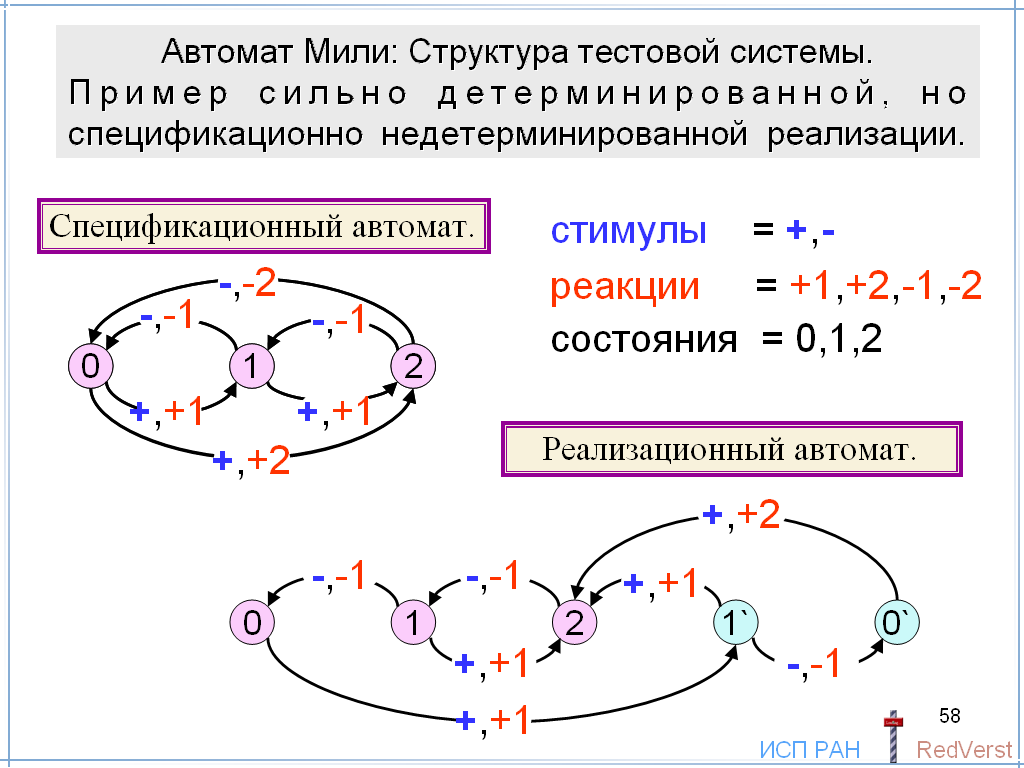 Автомат Мили: Структура тестовой системы.
Пример сильно детерминированной, но
спецификационно недетерминированной реализации.
Спецификационный автомат.
стимулы = +,-
реакции = +1,+2,-1,-2
состояния = 0,1,2
-,-2
-,-1 -,-1
0 1 2
+,+1 +,+1
+,+2
Реализационный автомат.
+,+2
-,-1 -,-1 +,+1
0 1 2 1` 0`
+,+1 -,-1
+,+1
58
ИСП РАН RedVerst